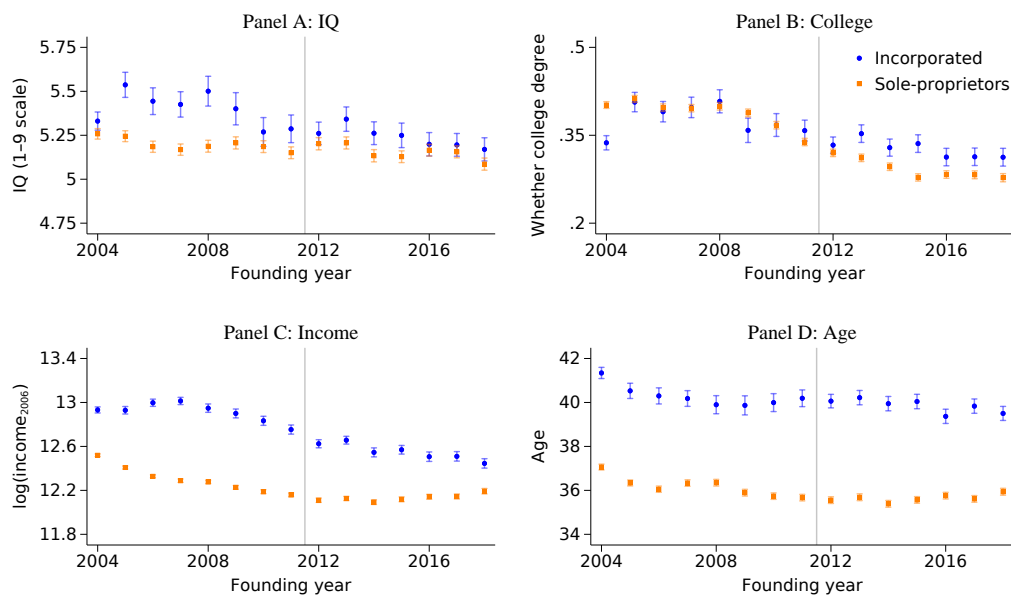 Panel A: IQ
5.75
5.5
5.25
5
4.75
IQ (1–9 scale)
2004 2008 2012 2016
Founding year
Panel B: College
.5
.35
.2
Whether college degree
Incorporated
Sole-proprietors
2004 2008 2012 2016
Founding year
Panel C: Income
13.4
13
12.6
12.2
11.8
log(income2006)
2004 2008 2012 2016
Founding year
Panel D: Age
42
40
38
36
34
Age
2004 2008 2012 2016
Founding year